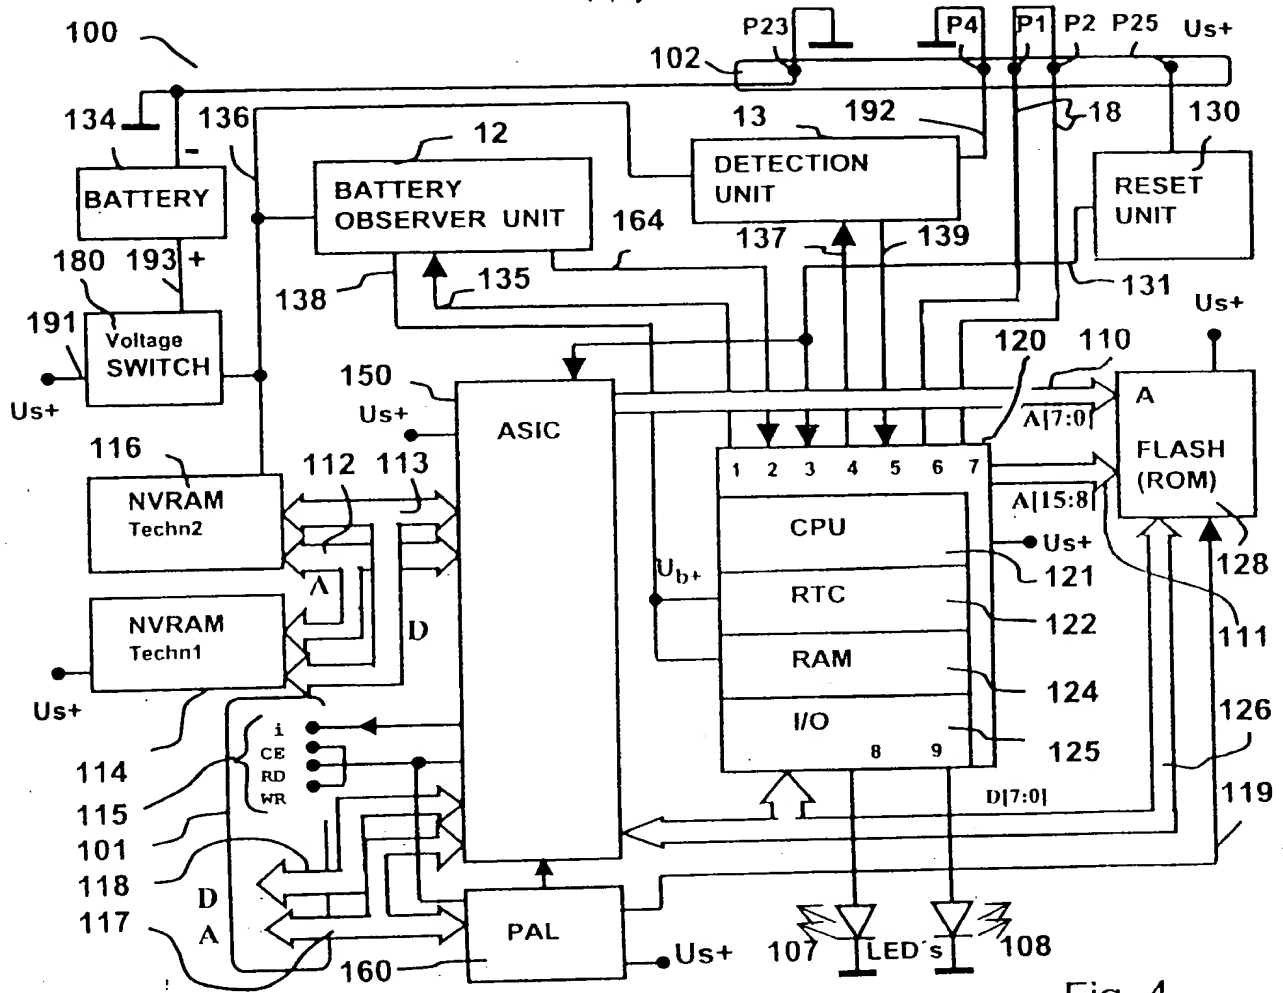 100
P23
P4
P1
P2
P25
Us+
102
134
136
12
13
192
18
130
-
BATTERY
BATTERY
OBSERVER UNIT
DETECTION
UNIT
RESET
UNIT
180
193
+
138
135
164
137
139
131
Us+
191
Voltage
SWITCH
Us+
150
Us+
ASIC
120
110
A
A[7:0]
FLASH
(ROM)
A[15:8]
116
112
113
NVRAM
Techn2
1 2 3 4 5 6 7
CPU
Us+
121
128
A
Ub+
RTC
122
111
NVRAM
Techn1
D
RAM
124
Us+
I/O
125
126
i
CE
RD
WR
114
115
8 9
D[7:0]
119
101
118
D
A
117
PAL
160
Us+
107
LED´s
108
Fig. 4